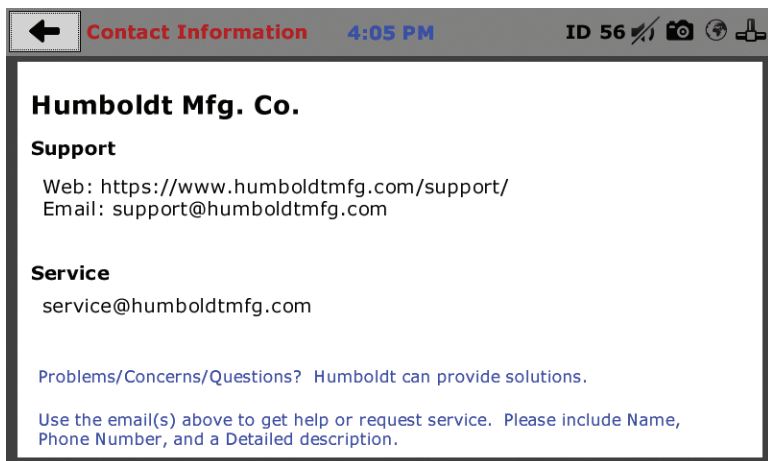 Contact Information 4:05 PM ID 56
Humboldt Mfg. Co.
Support
Web: https://www.humboldtmfg.com/support/
Email: support@humboldtmfg.com
Service
service@humboldtmfg.com
Problems/Concerns/Questions?  Humboldt can provide solutions.
Use the email(s) above to get help or request service.  Please include Name,
Phone Number, and a Detailed description.